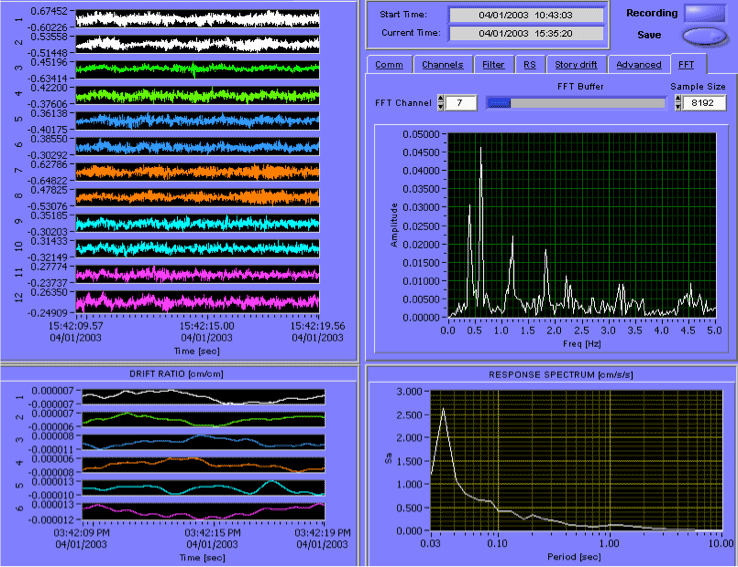 Start Time: 04/01/2003 10:43:03
Current Time: 04/01/2003 15:35:20
Recording
Save
Comm Channels Filter RS Story drift Advanced FFT
FFT Buffer Sample Size
FFT Channel 7 8192
1 0.67452
-0.60226
2 0.53558
-0.51448
3 0.45196
-0.63414
4 0.42200
-0.37606
5 0.36138
-0.40175
6 0.38550
-0.30292
7 0.62786
-0.64822
8 0.47825
-0.53076
9 0.35185
-0.30203
10 0.31433
-0.32149
11 0.27774
-0.23737
12 0.26350
-0.24909
15:42:09.57 15:42:15.00 15:42:19.56
04/01/2003 04/01/2003 04/01/2003
Time [sec]
Amplitude
0.05000
0.04500
0.04000
0.03500
0.03000
0.02500
0.02000
0.01500
0.01000
0.00500
0.00000
0.0 0.5 1.0 1.5 2.0 2.5 3.0 3.5 4.0 4.5 5.0
Freq [Hz]
DRIFT RATIO [cm/cm]
1 0.000007
-0.000007
2 0.000007
-0.000006
3 0.000008
-0.000011
4 0.000006
-0.000008
5 0.000013
-0.000010
6 0.000013
-0.000012
03:42:09 PM 03:42:15 PM 03:42:19 PM
04/01/2003 04/01/2003 04/01/2003
Time [sec]
RESPONSE SPECTRUM [cm/s/s]
Sa
3.000
2.500
2.000
1.500
1.000
0.500
0.000
0.03 0.10 1.00 10.00
Period [sec]